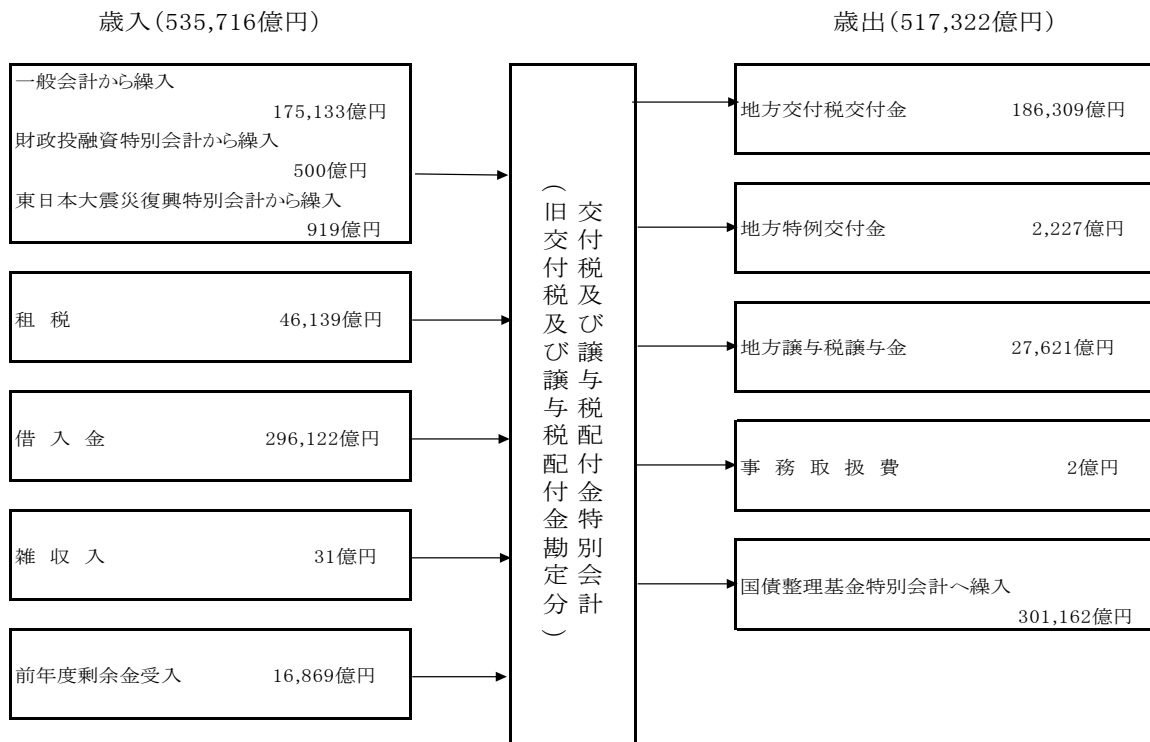 歳入(535,716億円)
歳出(517,322億円)
一般会計から繰入
175,133億円
財政投融資特別会計から繰入
500億円
東日本大震災復興特別会計から繰入
919億円
租 税 46,139億円
借 入 金 296,122億円
雑 収 入 31億円
前年度剰余金受入 16,869億円
交付税及び譲与税配付金特別会計
(旧交付税及び譲与税配付金勘定分)
地方交付税交付金 186,309億円
地方特例交付金 2,227億円
地方譲与税譲与金 27,621億円
事 務 取 扱 費 2億円
国債整理基金特別会計へ繰入
301,162億円